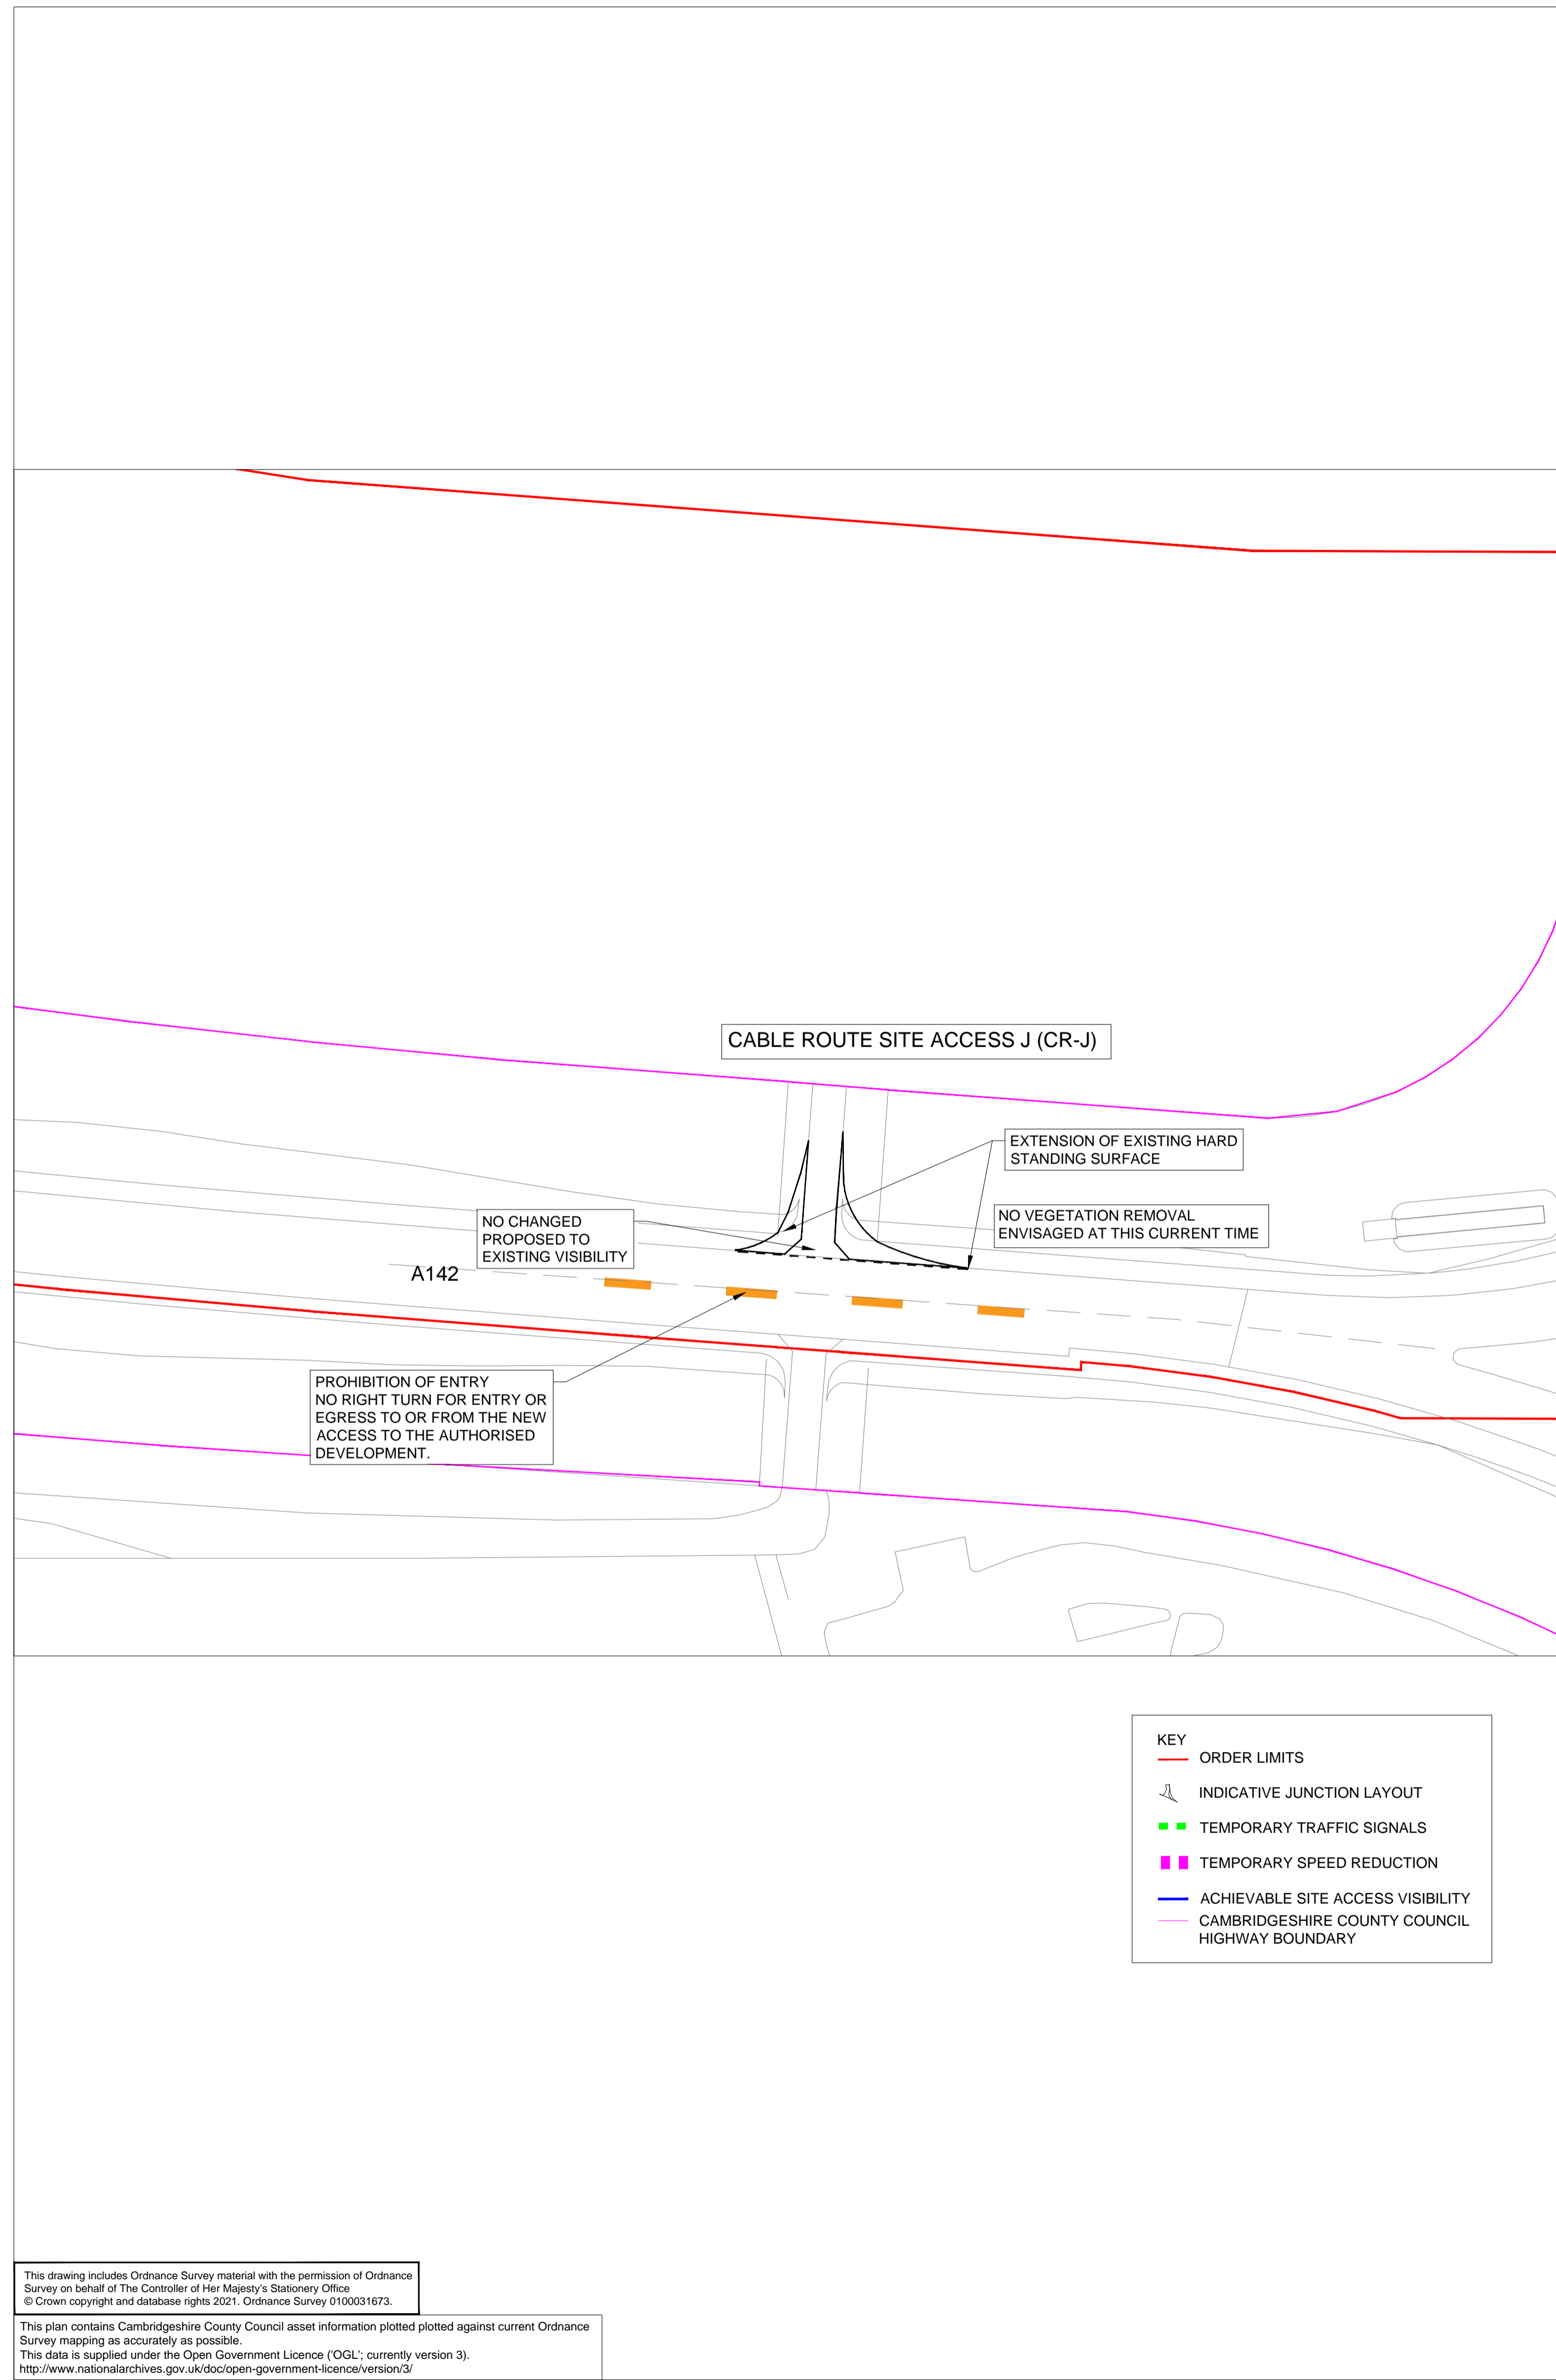 CABLE ROUTE SITE ACCESS J (CR-J)
EXTENSION OF EXISTING HARD
STANDING SURFACE
NO CHANGED
PROPOSED TO
EXISTING VISIBILITY
NO VEGETATION REMOVAL
ENVISAGED AT THIS CURRENT TIME
A142
PROHIBITION OF ENTRY
NO RIGHT TURN FOR ENTRY OR
EGRESS TO OR FROM THE NEW
ACCESS TO THE AUTHORISED
DEVELOPMENT.
KEY
ORDER LIMITS
INDICATIVE JUNCTION LAYOUT
TEMPORARY TRAFFIC SIGNALS
TEMPORARY SPEED REDUCTION
ACHIEVABLE SITE ACCESS VISIBILITY
CAMBRIDGESHIRE COUNTY COUNCIL
HIGHWAY BOUNDARY
This drawing includes Ordnance Survey material with the permission of Ordnance
Survey on behalf of The Controller of Her Majesty's Stationery Office
© Crown copyright and database rights 2021. Ordnance Survey 0100031673.
This plan contains Cambridgeshire County Council asset information plotted plotted against current Ordnance
Survey mapping as accurately as possible.
This data is supplied under the Open Government Licence ('OGL'; currently version 3).
http://www.nationalarchives.gov.uk/doc/open-government-licence/version/3/